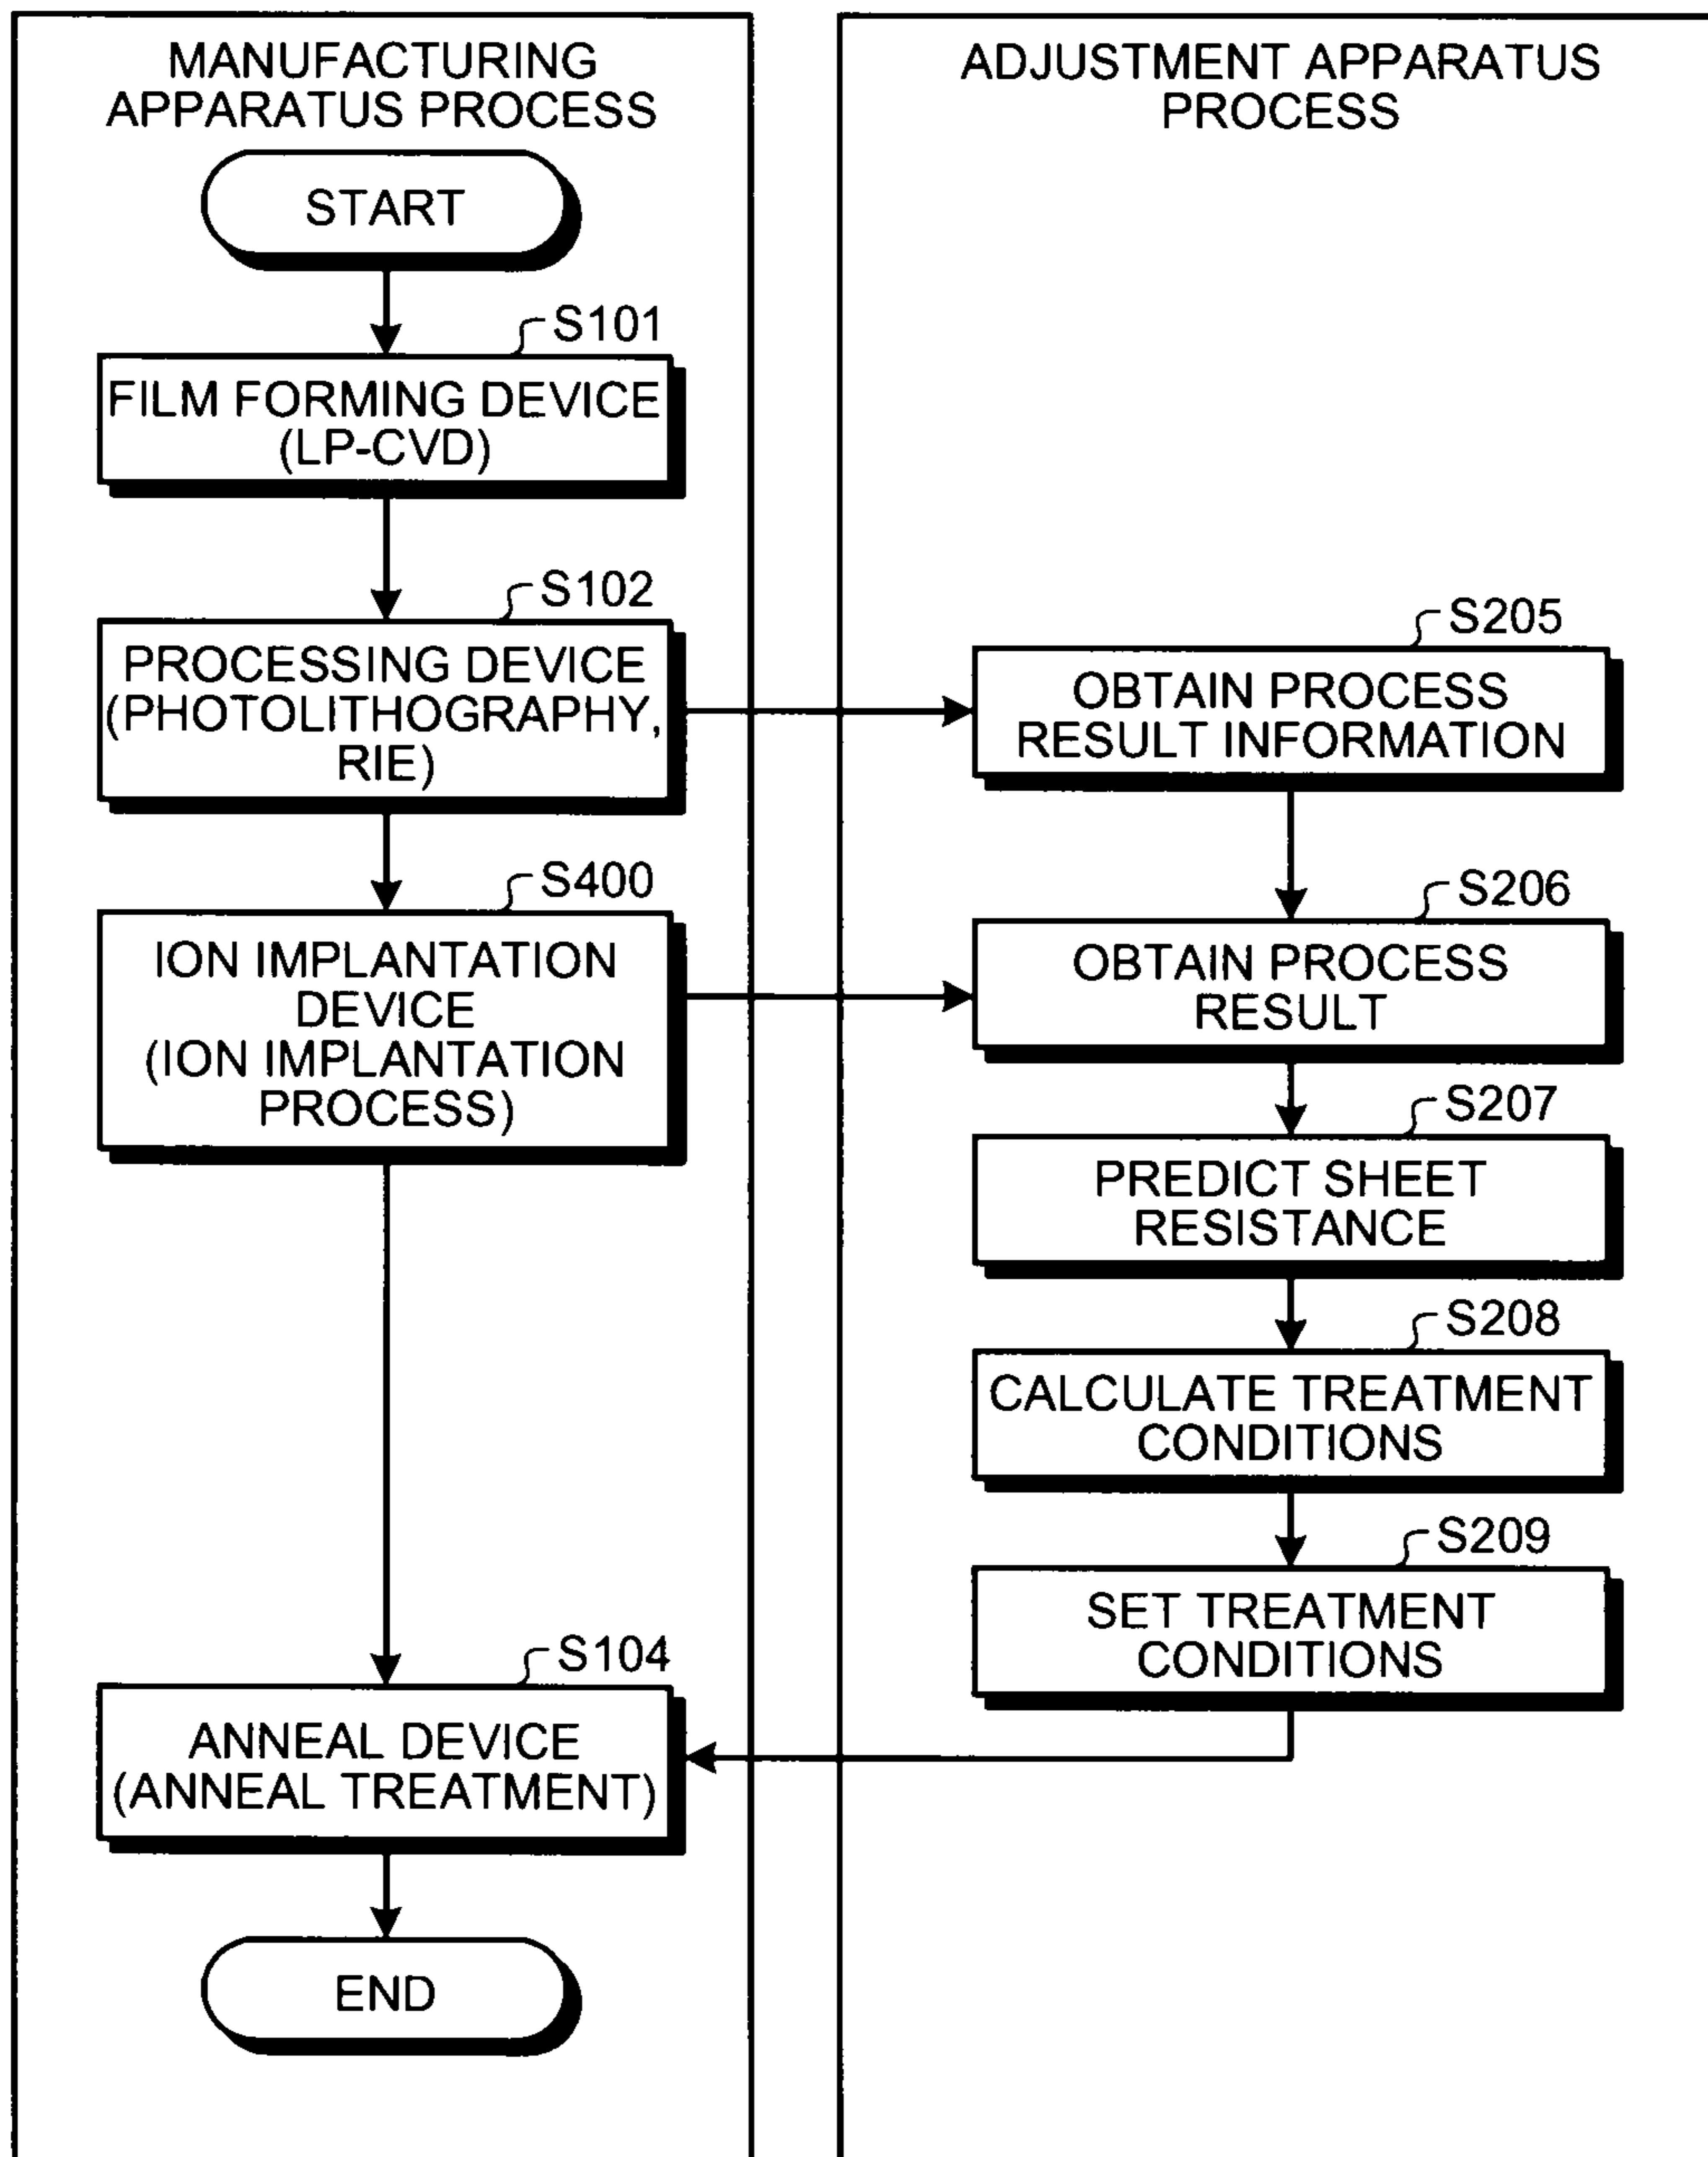 MANUFACTURING
APPARATUS PROCESS
START
S101
FILM FORMING DEVICE
(LP-CVD)
S102
PROCESSING DEVICE
(PHOTOLITHOGRAPHY,
RIE)
S400
ION IMPLANTATION
DEVICE
(ION IMPLANTATION
PROCESS)
S104
ANNEAL DEVICE
(ANNEAL TREATMENT)
END
ADJUSTMENT APPARATUS
PROCESS
S205
OBTAIN PROCESS
RESULT INFORMATION
S206
OBTAIN PROCESS
RESULT
S207
PREDICT SHEET
RESISTANCE
S208
CALCULATE TREATMENT
CONDITIONS
S209
SET TREATMENT
CONDITIONS